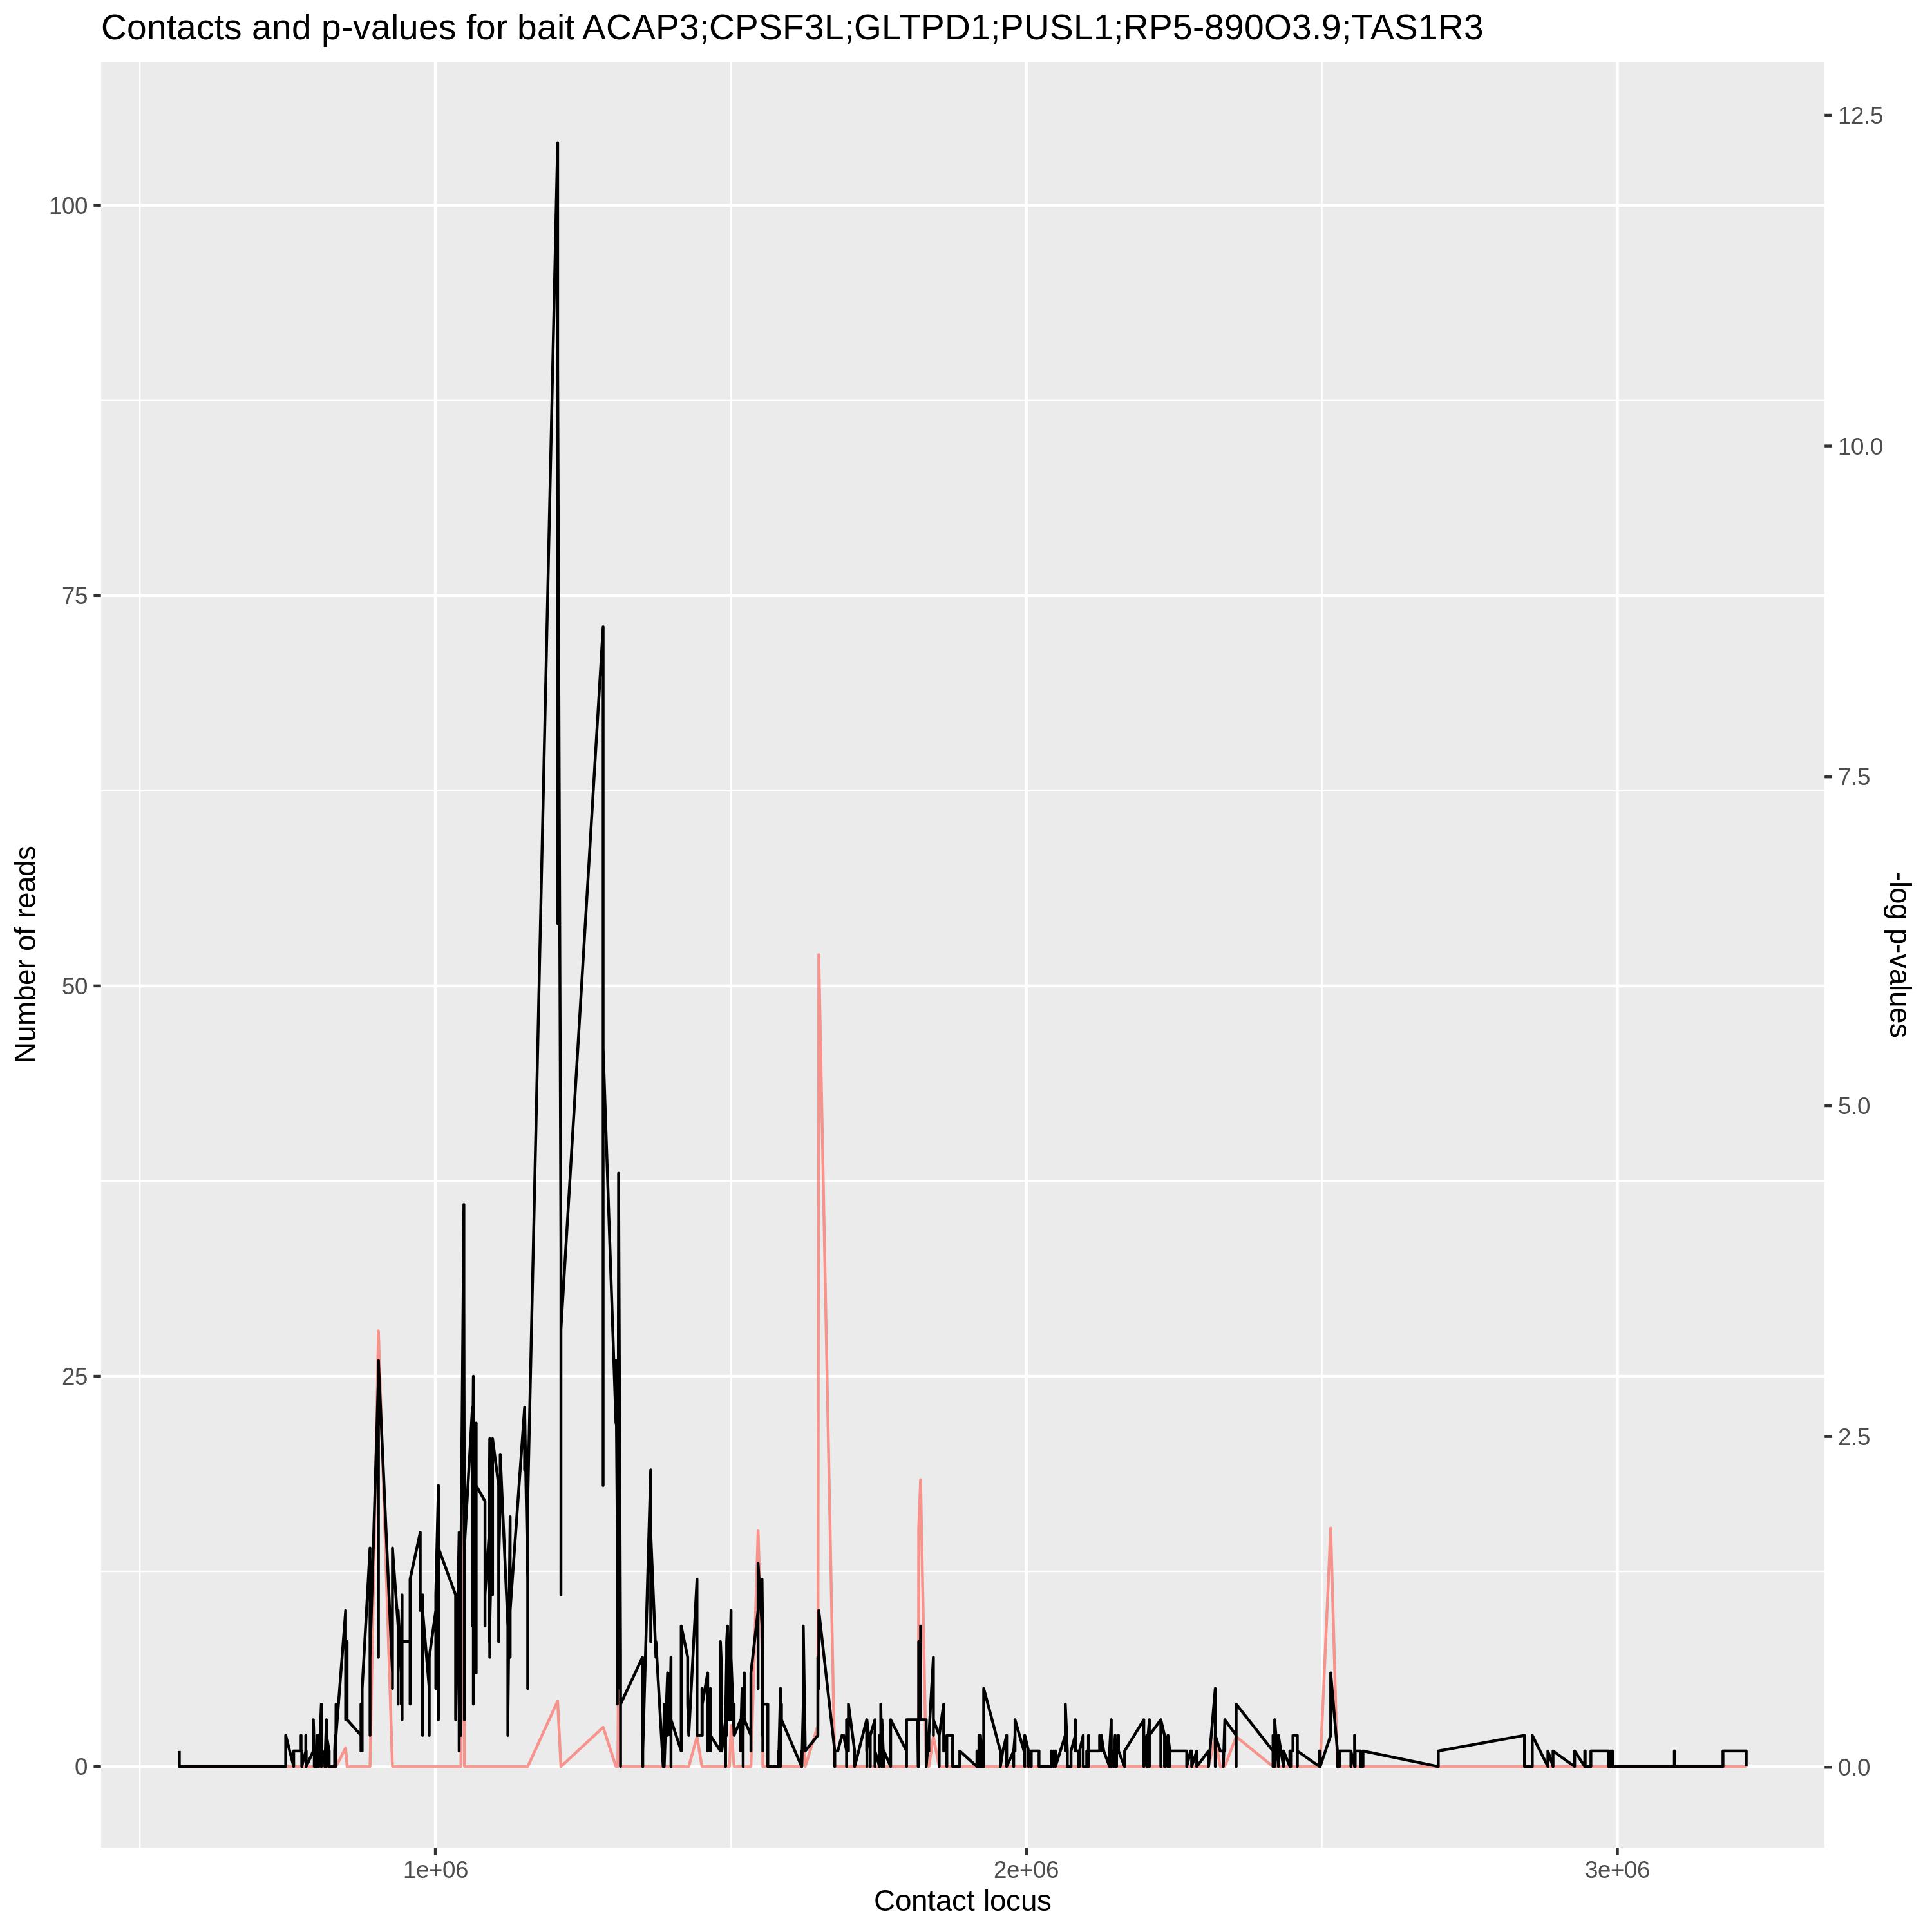 Contacts and p-values for bait ACAP3;CPSF3L;GLTPD1;PUSL1;RP5-890O3.9;TAS1R3
100
75
50
25
0
Number of reads
12.5
10.0
7.5
5.0
2.5
0.0
-log p-values
1e+06
2e+06
3e+06
Contact locus